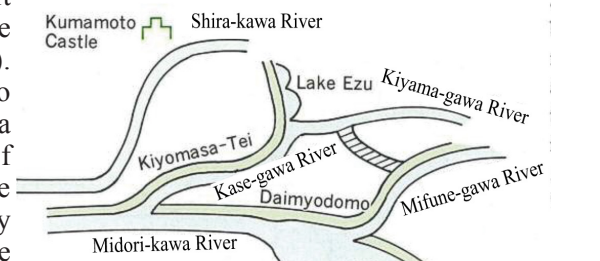 Kumamoto
Castle
Shira-kawa River
Lake Ezu
Kiyama-gawa River
Kiyomasa-Tei
Kase-gawa River
Daimyodomo
Mifune-gawa River
Midori-kawa River